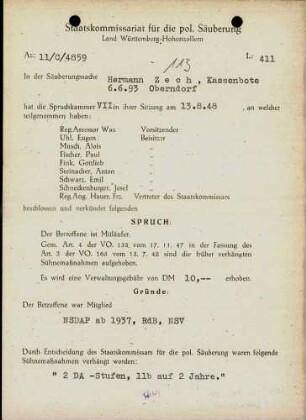 Staatskommissariat für die pol. Säuberung
Land Württemberg-Hohenzollern
Az: 11/C/4859
L: 411
113
In der Säuberungssache Hermann Zech, Kassenbote
6.6.93 Oberndorf
hat die Spruchkammer VII in ihrer Sitzung am 13.8.48, an welcher
teilgenommen haben:
Reg.Assessor Wax Vorsitzender
Uhl, Eugen Beisitzer
Munch, Alois
Fischer, Paul
Fink, Gottlieb
Steinacher, Anton
Schwarz, Emil
Schneckenburger, Josef
Reg.Ang. Hauer, Frz. Vertreter des Staatskommissars
beschlossen und verkündet folgenden
SPRUCH:
Der Betroffene ist Mitläufer.
Gem. Art. 4 der VO. 133, vom 17. 11. 47 in der Fassung des
Art. 3 der VO. 165 vom 13. 7. 48 sind die früher verhängten
Sühnemaßnahmen aufgehoben.
Es wird eine Verwaltungsgebühr von DM 10,-- erhoben.
Gründe:
Der Betroffene war Mitglied
NSDAP ab 1937, RdB, NSV
Durch Entscheidung des Staatskommissars für die pol. Säuberung waren folgende
Sühnemaßnahmen verhängt worden:
" 2 DA -Stufen, 11b auf 2 Jahre."